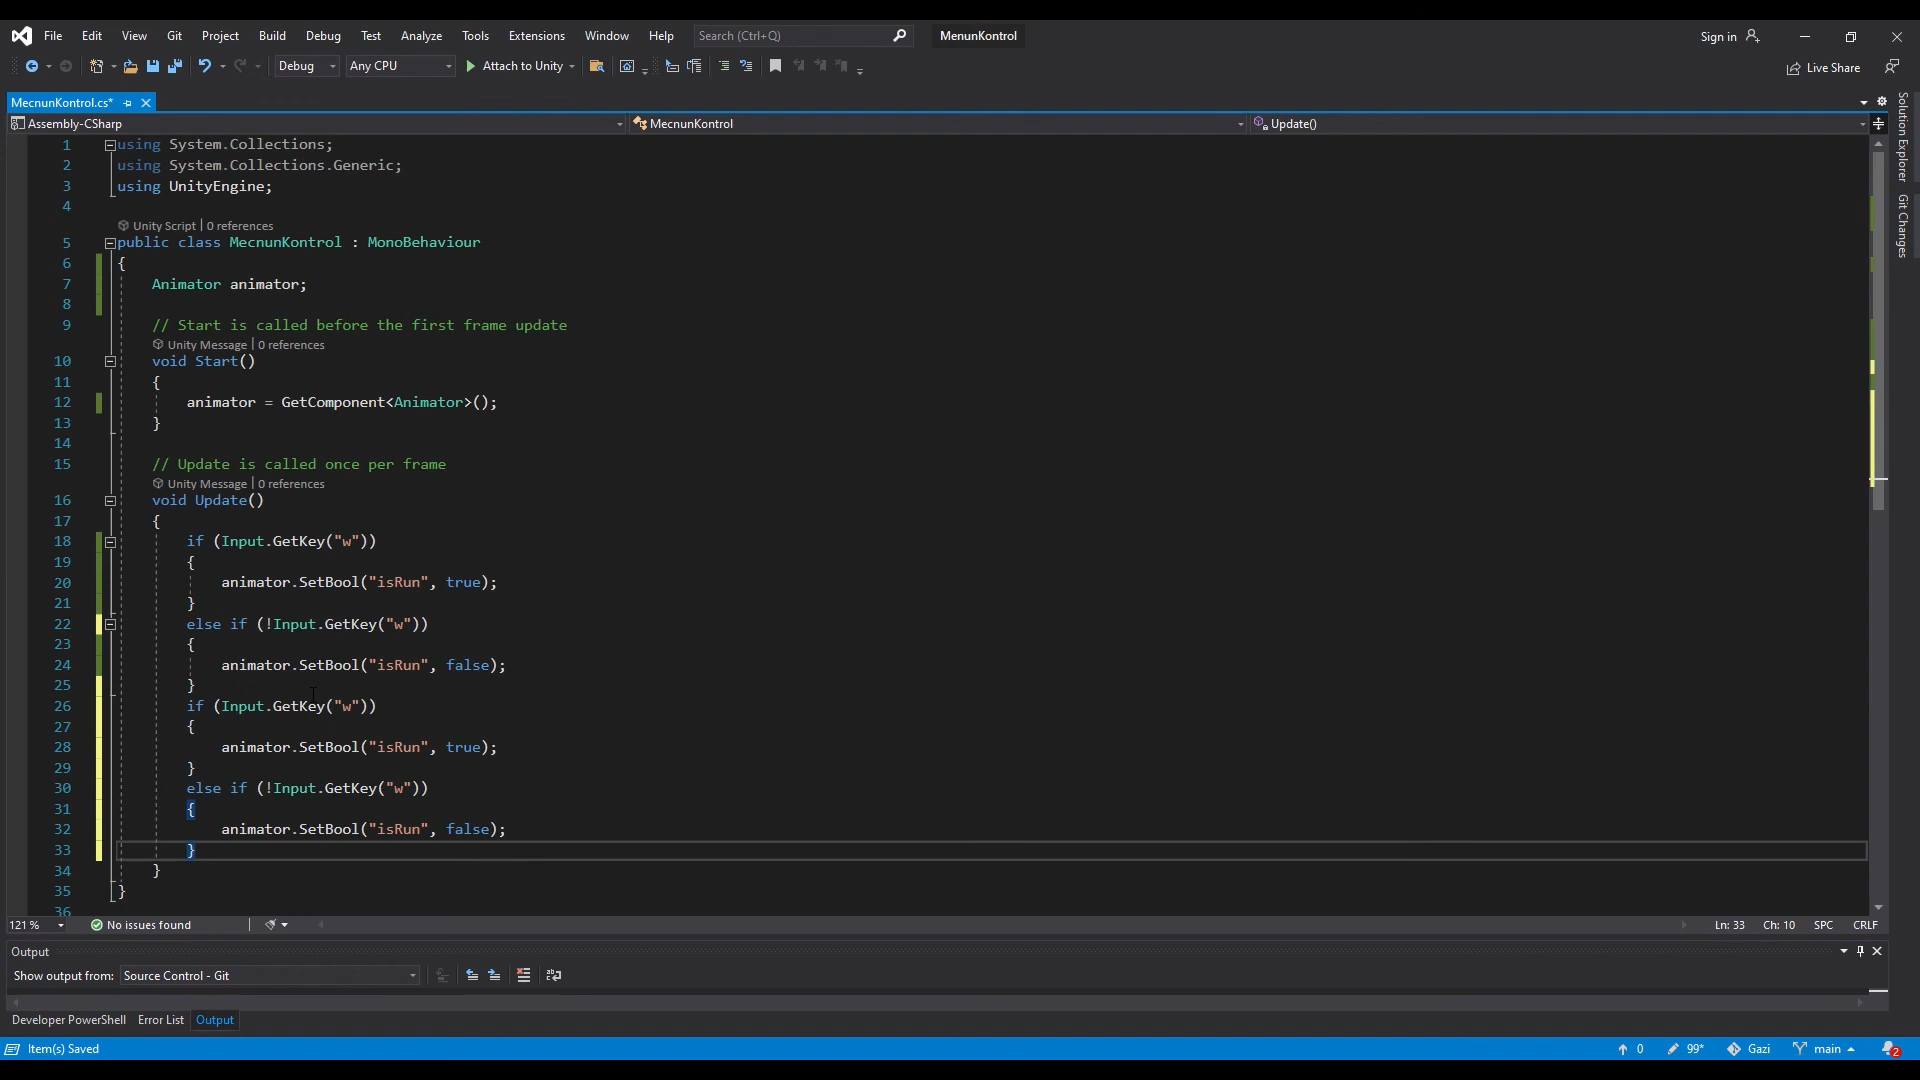 File Edit View Git Project Build Debug Test Analyze Tools Extensions Window Help Search (Ctrl+Q) MenunKontrol Sign in
Debug Any CPU Attach to Unity Live Share
MecnunKontrol.cs*
Assembly-CSharp MecnunKontrol Update()
1 using System.Collections;
2 using System.Collections.Generic;
3 using UnityEngine;
4
Unity Script | 0 references
5 public class MecnunKontrol : MonoBehaviour
6 {
7 Animator animator;
8
9 // Start is called before the first frame update
Unity Message | 0 references
10 void Start()
11 {
12 animator = GetComponent<Animator>();
13 }
14
15 // Update is called once per frame
Unity Message | 0 references
16 void Update()
17 {
18 if (Input.GetKey("w"))
19 {
20 animator.SetBool("isRun", true);
21 }
22 else if (!Input.GetKey("w"))
23 {
24 animator.SetBool("isRun", false);
25 }
26 if (Input.GetKey("w"))
27 {
28 animator.SetBool("isRun", true);
29 }
30 else if (!Input.GetKey("w"))
31 {
32 animator.SetBool("isRun", false);
33 }
34 }
35 }
36
Solution Explorer
Git Changes
121 % No issues found Ln: 33 Ch: 10 SPC CRLF
Output
Show output from: Source Control - Git
Developer PowerShell Error List Output
Item(s) Saved 0 99* Gazi main 2